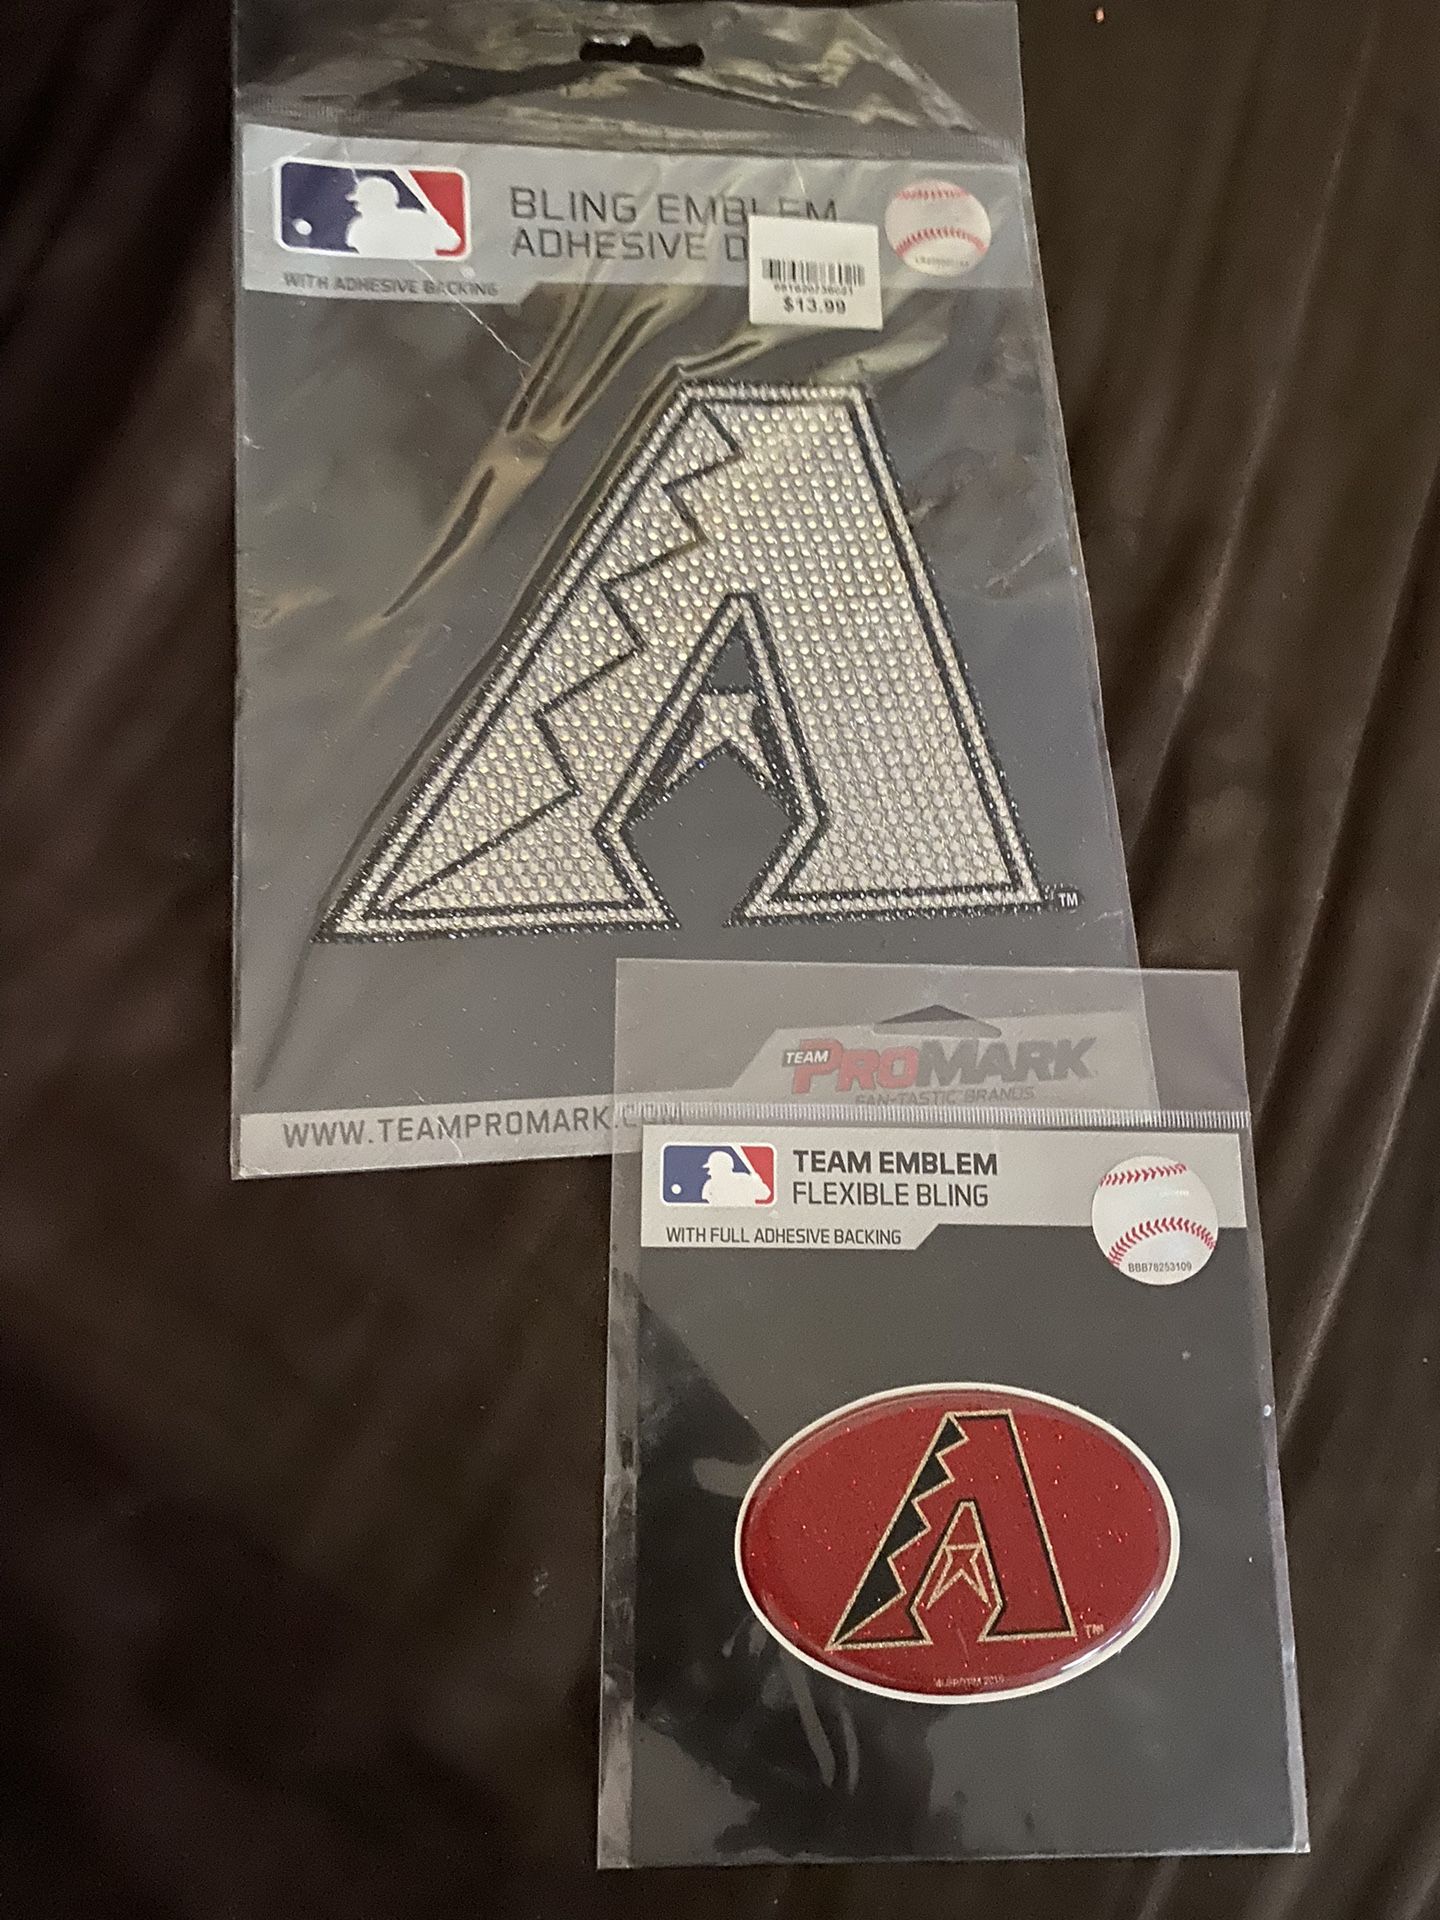 BLING EMBLEM
ADHESIVE D
WITH ADHESIVE BACKING
$13.99
TM
WWW.TEAMPROMARK.COM
TEAM PROMARK
FAN-TASTIC BRANDS
TEAM EMBLEM
FLEXIBLE BLING
WITH FULL ADHESIVE BACKING
BBB78253109
TM